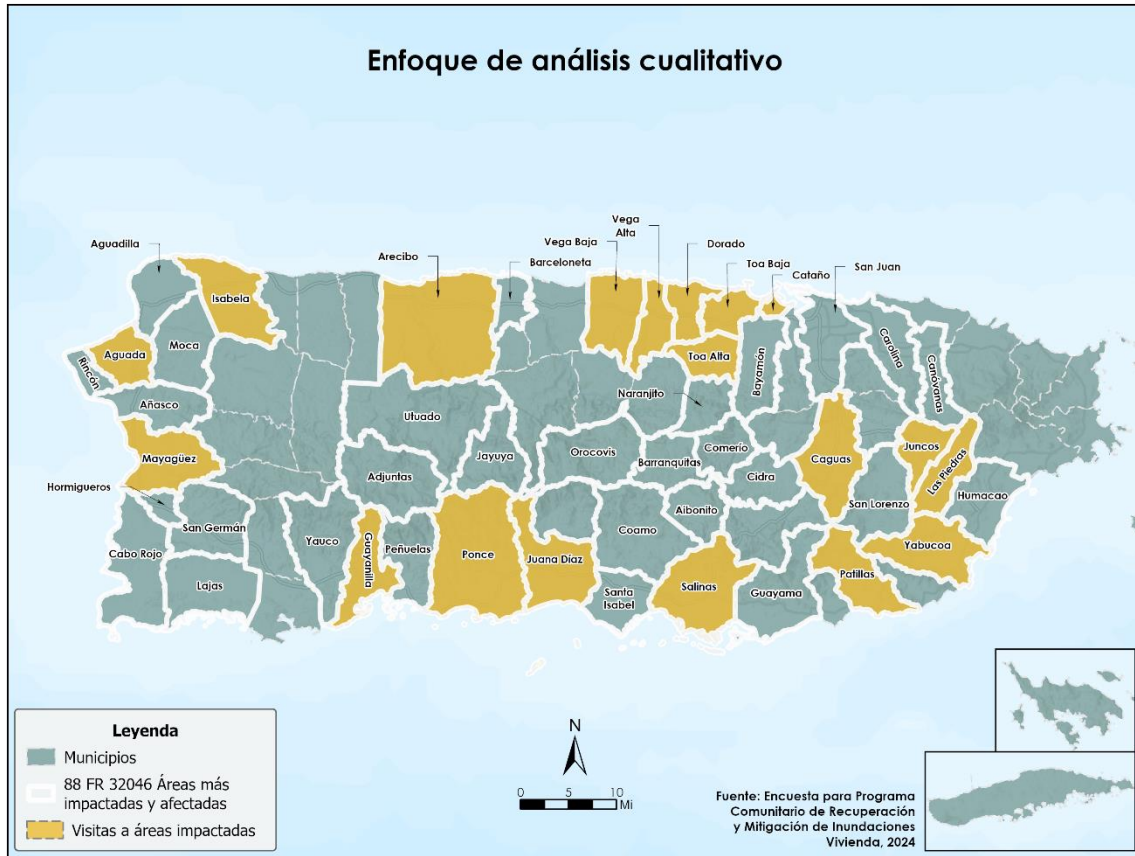 Enfoque de análisis cualitativo
Vega
Alta
Aguadilla
Vega Baja
Dorado
Arecibo
Barceloneta
Toa Baja
Cataño
San Juan
Isabela
Moca
Aguada
Rincón
Toa Alta
Bayamón
Carolina
Canóvanas
Añasco
Utuado
Naranjito
Mayagüez
Jayuya
Orocovis
Barranquitas
Comerío
Caguas
Juncos
Las Piedras
Adjuntas
Cidra
Hormigueros
San Germán
Aibonito
San Lorenzo
Humacao
Yauco
Guayanilla
Peñuelas
Ponce
Juana Díaz
Coamo
Cabo Rojo
Lajas
Santa
Isabel
Salinas
Guayama
Patillas
Yabucoa
Leyenda
Municipios
88 FR 32046 Áreas más
impactadas y afectadas
Visitas a áreas impactadas
N
0 5 10
Mi
Fuente: Encuesta para Programa
Comunitario de Recuperación
y Mitigación de Inundaciones
Vivienda, 2024